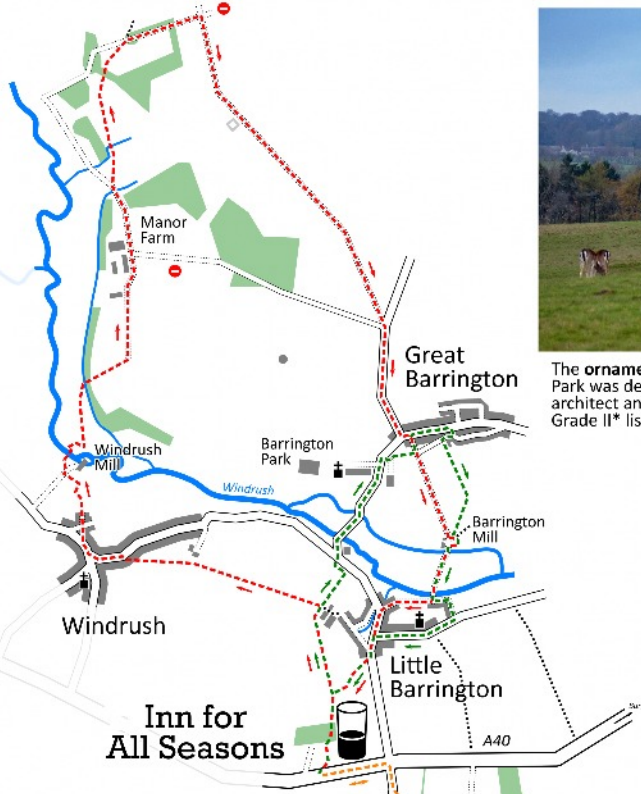 Manor
Farm
Great
Barrington
Barrington
Park
Windrush
Mill
Windrush
Barrington
Mill
Windrush
Little
Barrington
Inn for
All Seasons
A40
The orname
Park was de
architect an
Grade II* lis